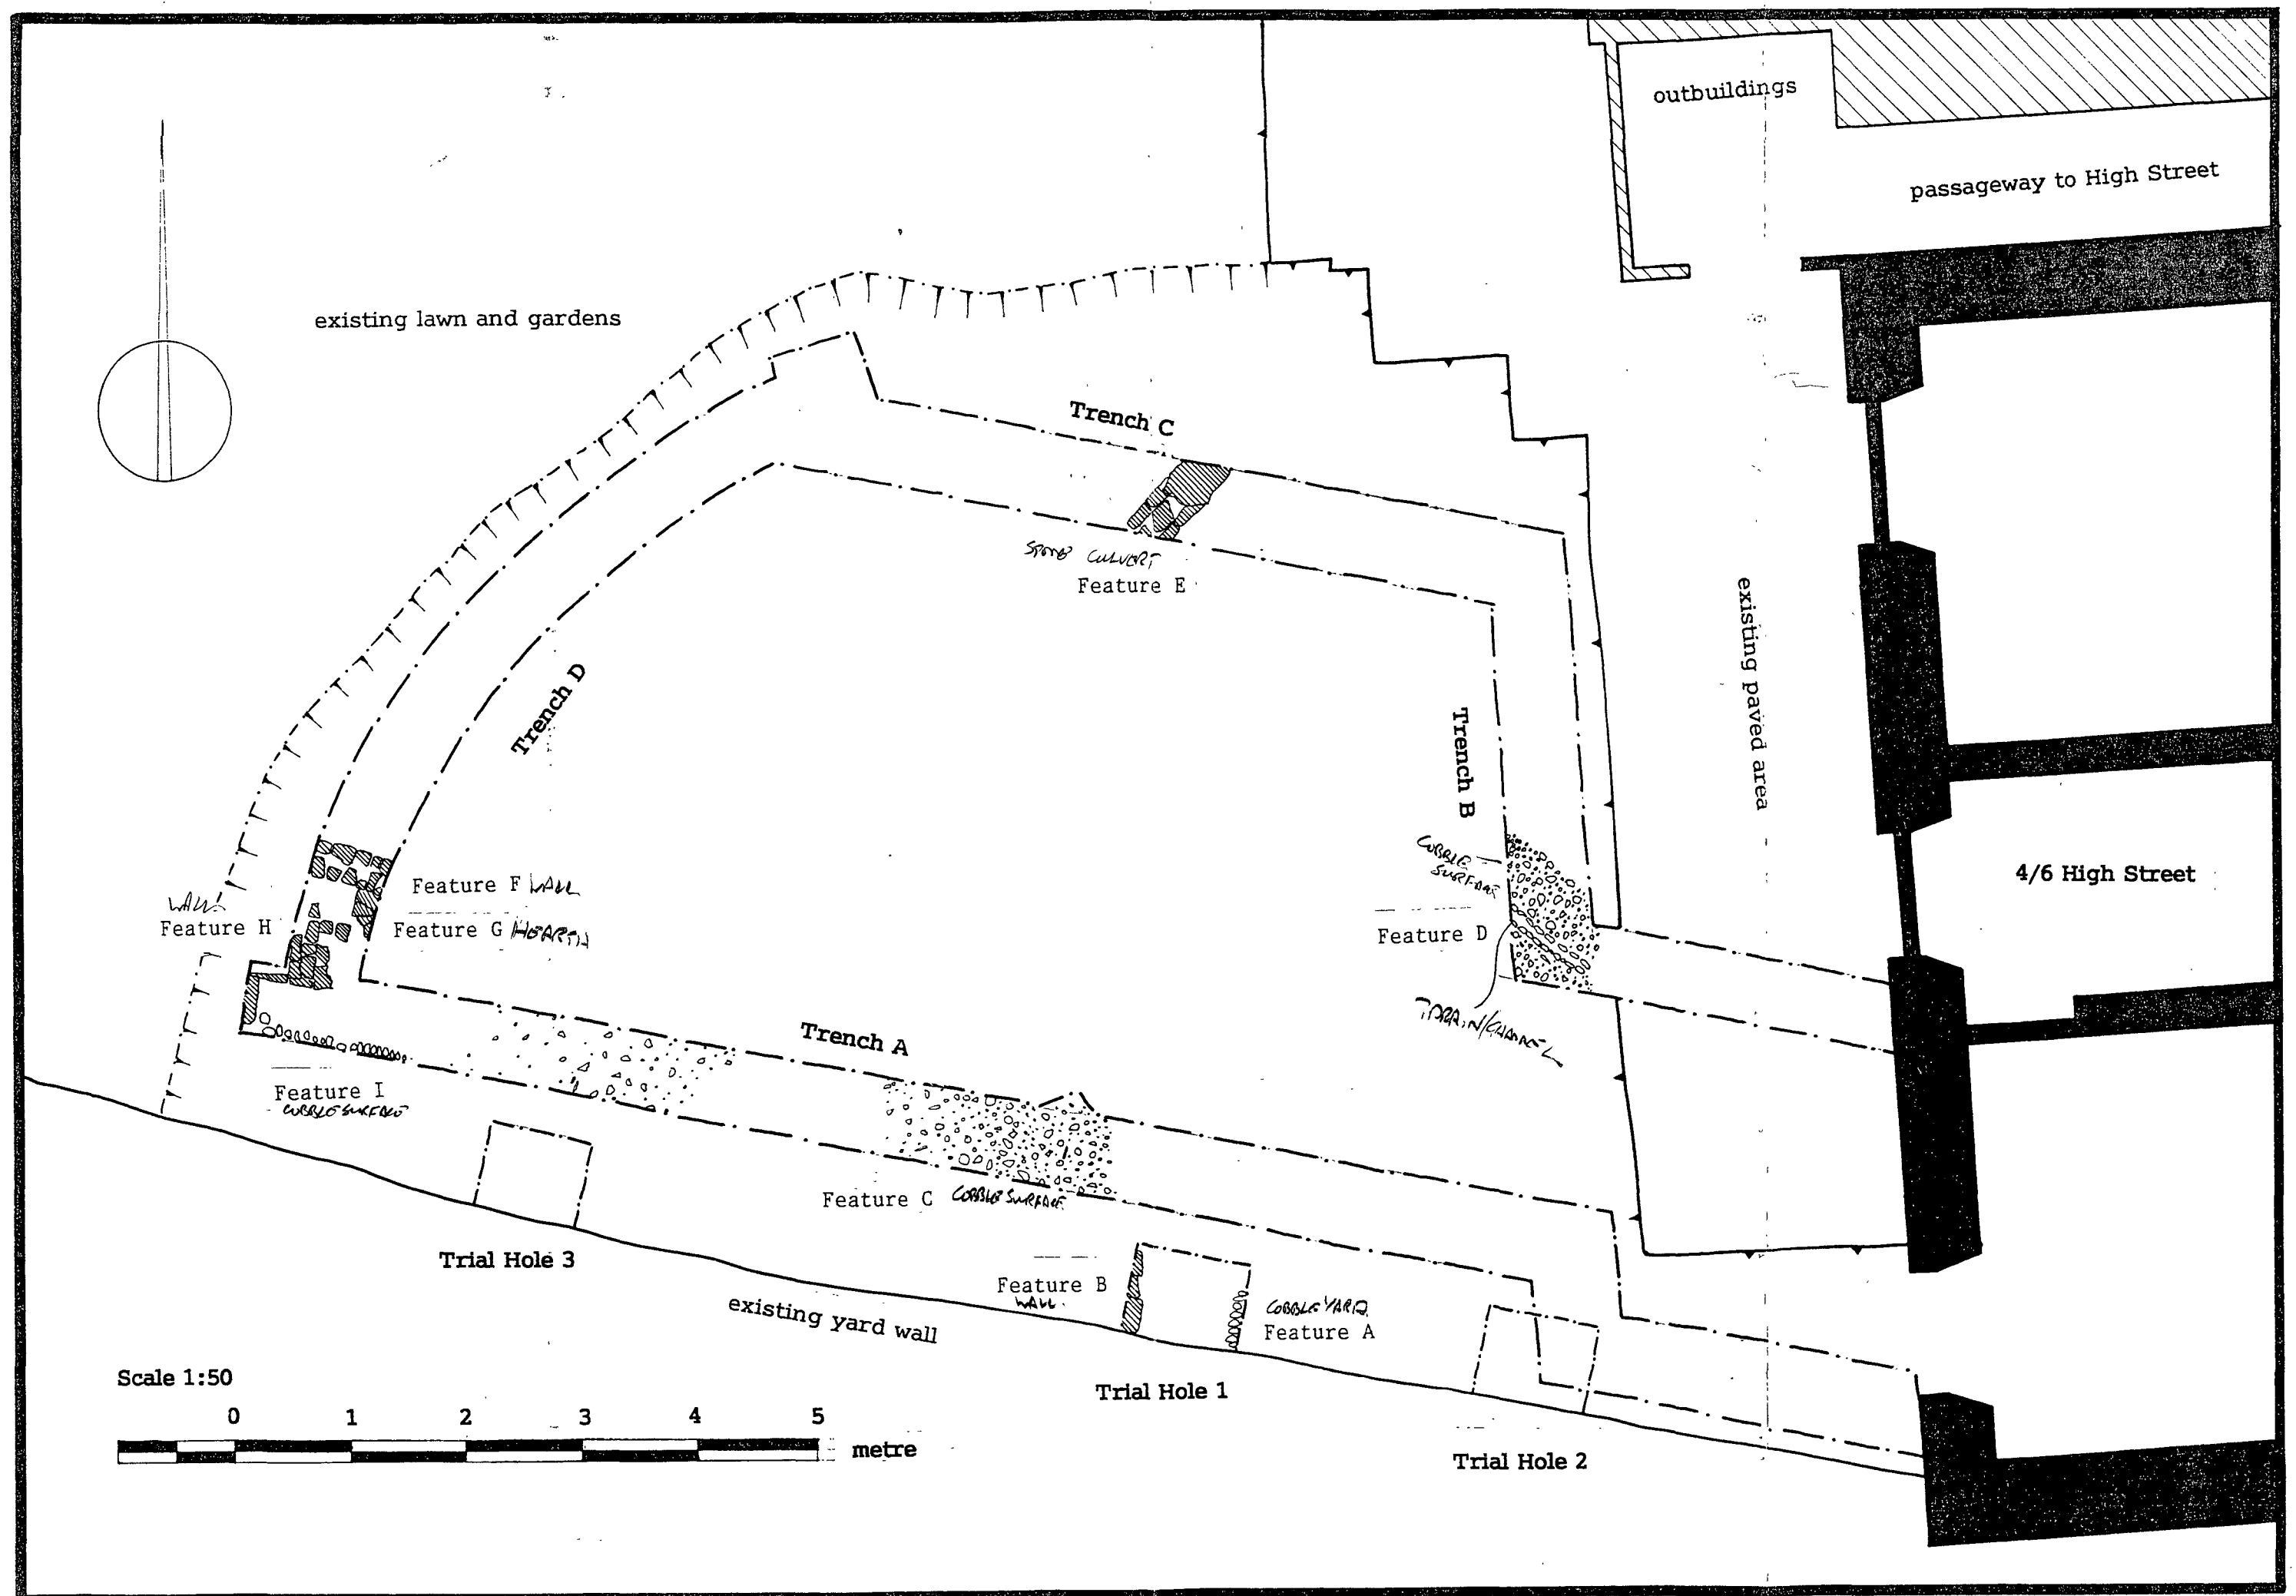 outbuildings
passageway to High Street
existing lawn and gardens
Trench C
STONE CULVERT
Feature E
existing paved area
Trench D
Trench B
COBBLE
SURFACE
4/6 High Street
Feature F WALL
WALL
Feature H
Feature G HEARTH
Feature D
?DRAIN/CHANNEL
Trench A
Feature I
COBBLE SURFACE
Feature C COBBLE SURFACE
Trial Hole 3
Feature B
WALL.
COBBLE YARD
Feature A
existing yard wall
Scale 1:50
Trial Hole 1
0 1 2 3 4 5
metre
Trial Hole 2